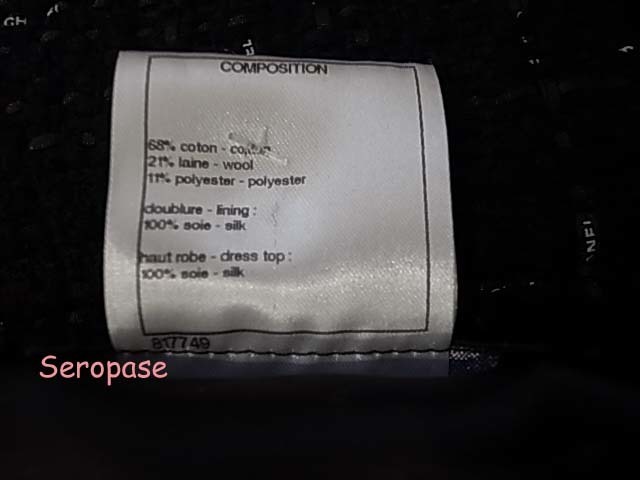 COMPOSITION
68% coton - cotton
21% laine - wool
11% polyester - polyester
doublure - lining :
100% soie - silk
haut robe - dress top :
100% soie - silk
817749
Seropase